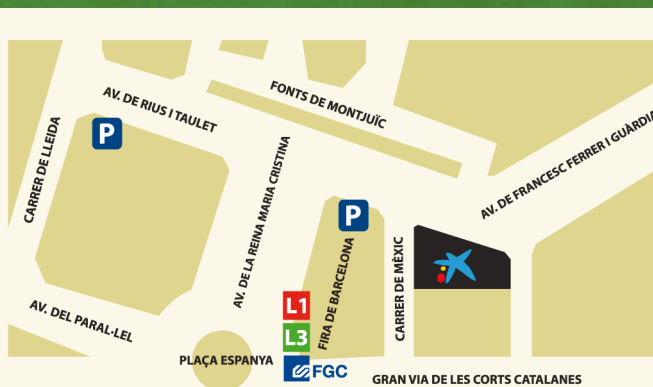 AV. DE RIUS I TAULET
FONTS DE MONTJUÏC
P
CARRER DE LLEIDA
AV. DE LA REINA MARIA CRISTINA
AV. DE FRANCESC FERRER I GUÀRDIA
P
FIRA DE BARCELONA
CARRER DE MÈXIC
AV. DEL PARAL·LEL
L1
L3
PLAÇA ESPANYA
FGC
GRAN VIA DE LES CORTS CATALANES